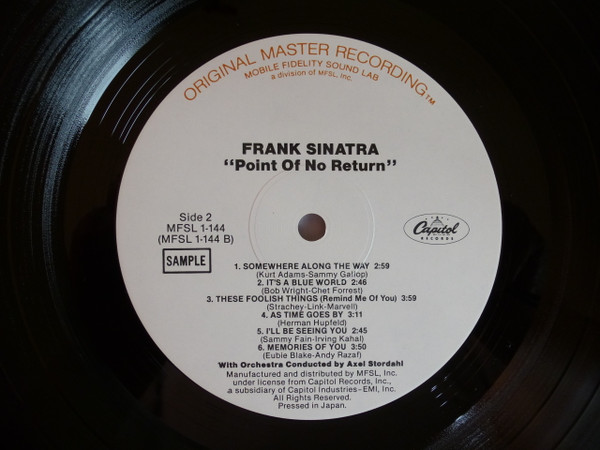 ORIGINAL MASTER RECORDING™
MOBILE FIDELITY SOUND LAB
a division of MFSL, Inc.
FRANK SINATRA
"Point Of No Return"
Side 2
MFSL 1-144
(MFSL 1-144 B)
SAMPLE
Capitol
RECORDS
1. SOMEWHERE ALONG THE WAY 2:59
(Kurt Adams-Sammy Gallop)
2. IT'S A BLUE WORLD 2:46
(Bob Wright-Chet Forrest)
3. THESE FOOLISH THINGS (Remind Me Of You) 3:59
(Strachey-Link-Marvell)
4. AS TIME GOES BY 3:11
(Herman Hupfeld)
5. I'LL BE SEEING YOU 2:45
(Sammy Fain-Irving Kahal)
6. MEMORIES OF YOU 3:50
(Eubie Blake-Andy Razaf)
With Orchestra Conducted by Axel Stordahl
Manufactured and distributed by MFSL, Inc.
under license from Capitol Records, Inc.,
a subsidiary of Capitol Industries-EMI, Inc.
All Rights Reserved.
Pressed in Japan.